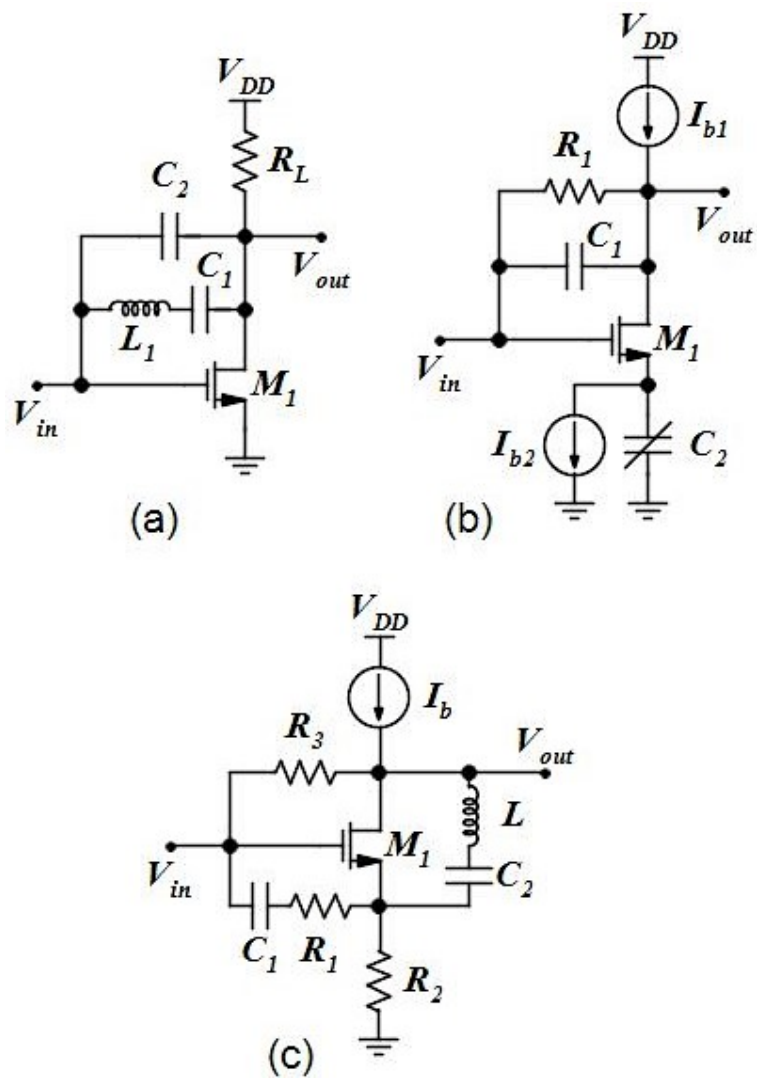 V_DD
R_L
C_2
C_1
V_out
L_1
M_1
V_in
(a)
V_DD
I_b1
R_1
V_out
C_1
M_1
V_in
I_b2
C_2
(b)
V_DD
I_b
R_3
V_out
L
M_1
V_in
C_2
C_1
R_1
R_2
(c)